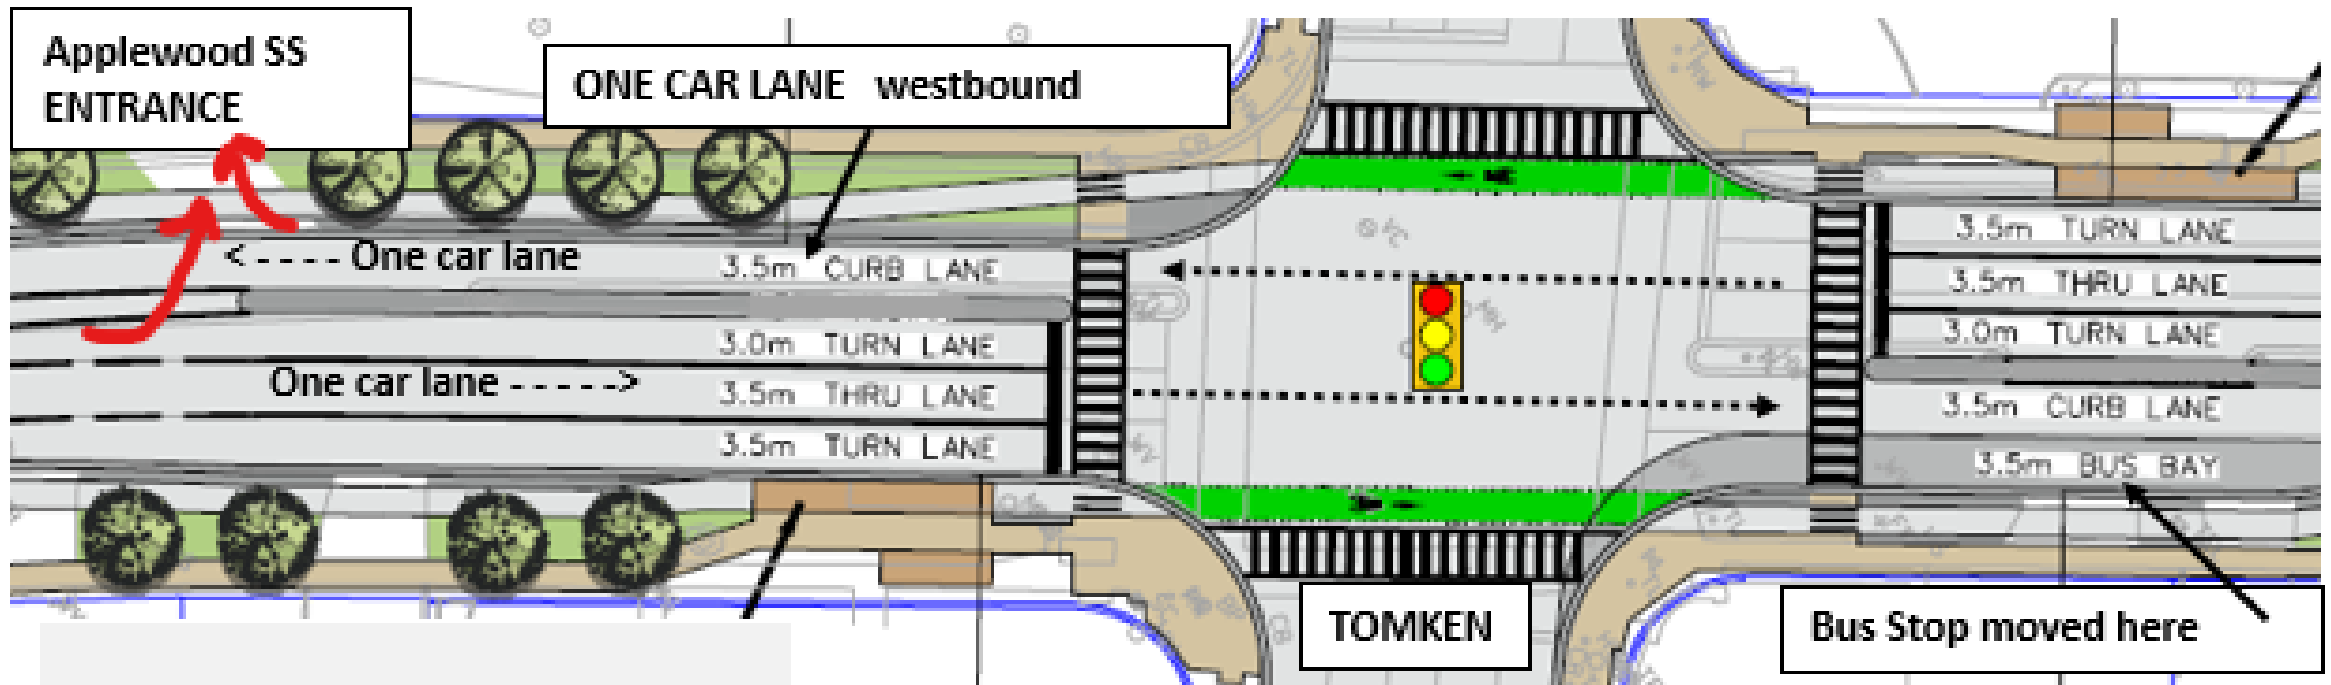 Applewood SS
ENTRANCE
ONE CAR LANE westbound
<---- One car lane
3.5m CURB LANE
3.0m TURN LANE
One car lane ----->
3.5m THRU LANE
3.5m TURN LANE
3.5m TURN LANE
3.5m THRU LANE
3.0m TURN LANE
3.5m CURB LANE
3.5m BUS BAY
TOMKEN
Bus Stop moved here